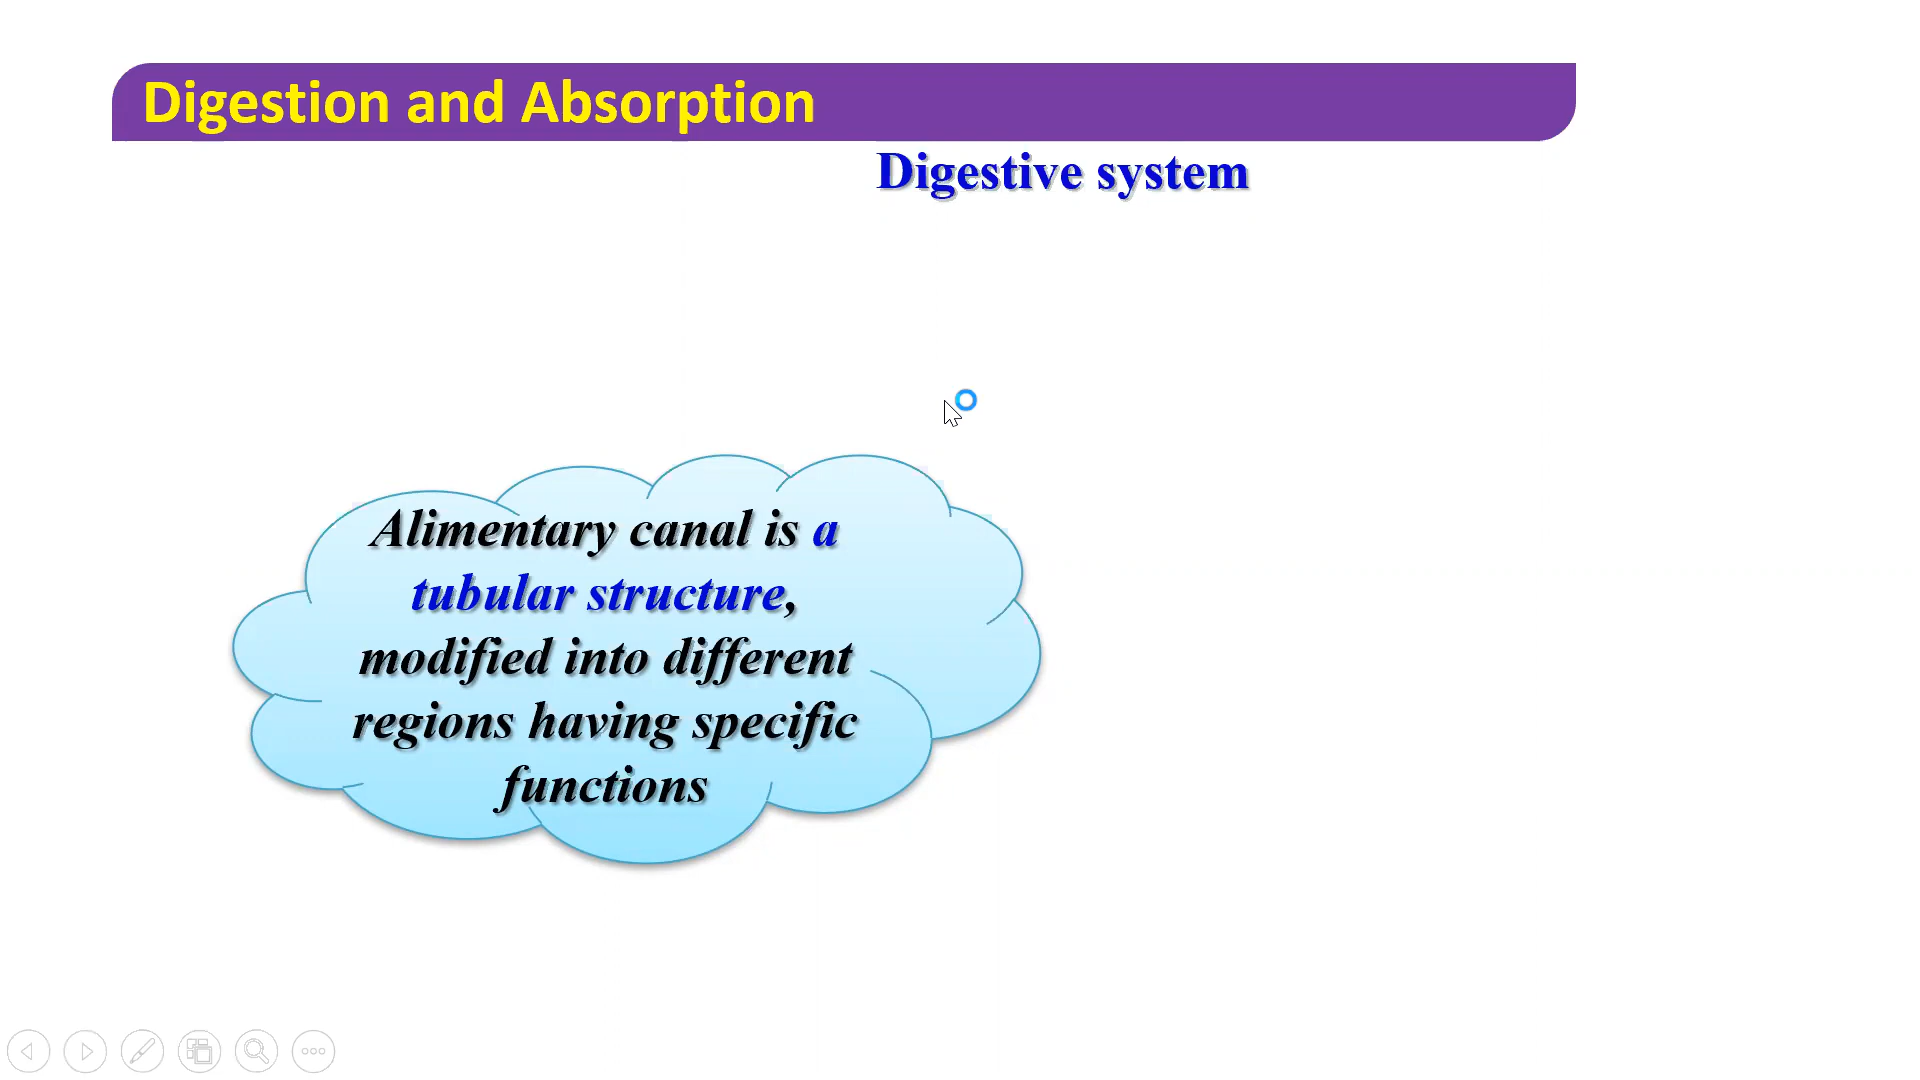 Digestion and Absorption
Digestive system
Alimentary canal is a
tubular structure,
modified into different
regions having specific
functions